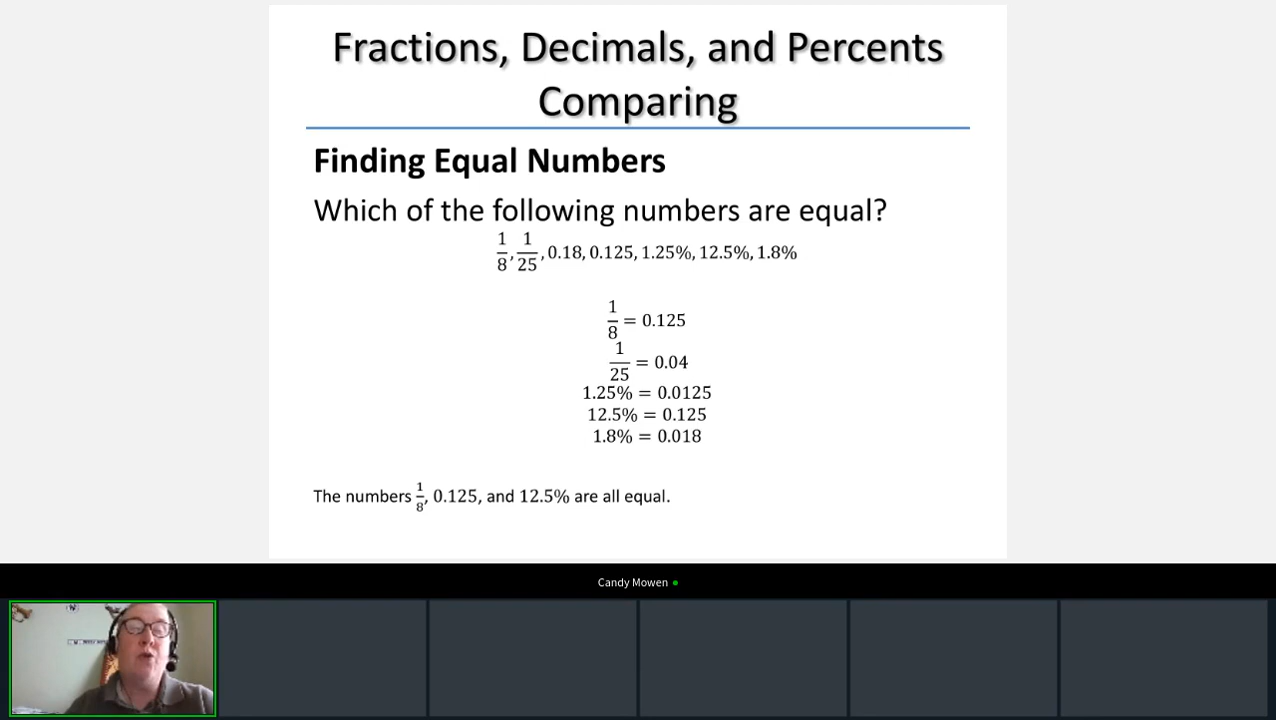 Fractions, Decimals, and Percents
Comparing
Finding Equal Numbers
Which of the following numbers are equal?
1/8, 1/25, 0.18, 0.125, 1.25%, 12.5%, 1.8%
1/8 = 0.125
1/25 = 0.04
1.25% = 0.0125
12.5% = 0.125
1.8% = 0.018
The numbers 1/8, 0.125, and 12.5% are all equal.
Candy Mowen